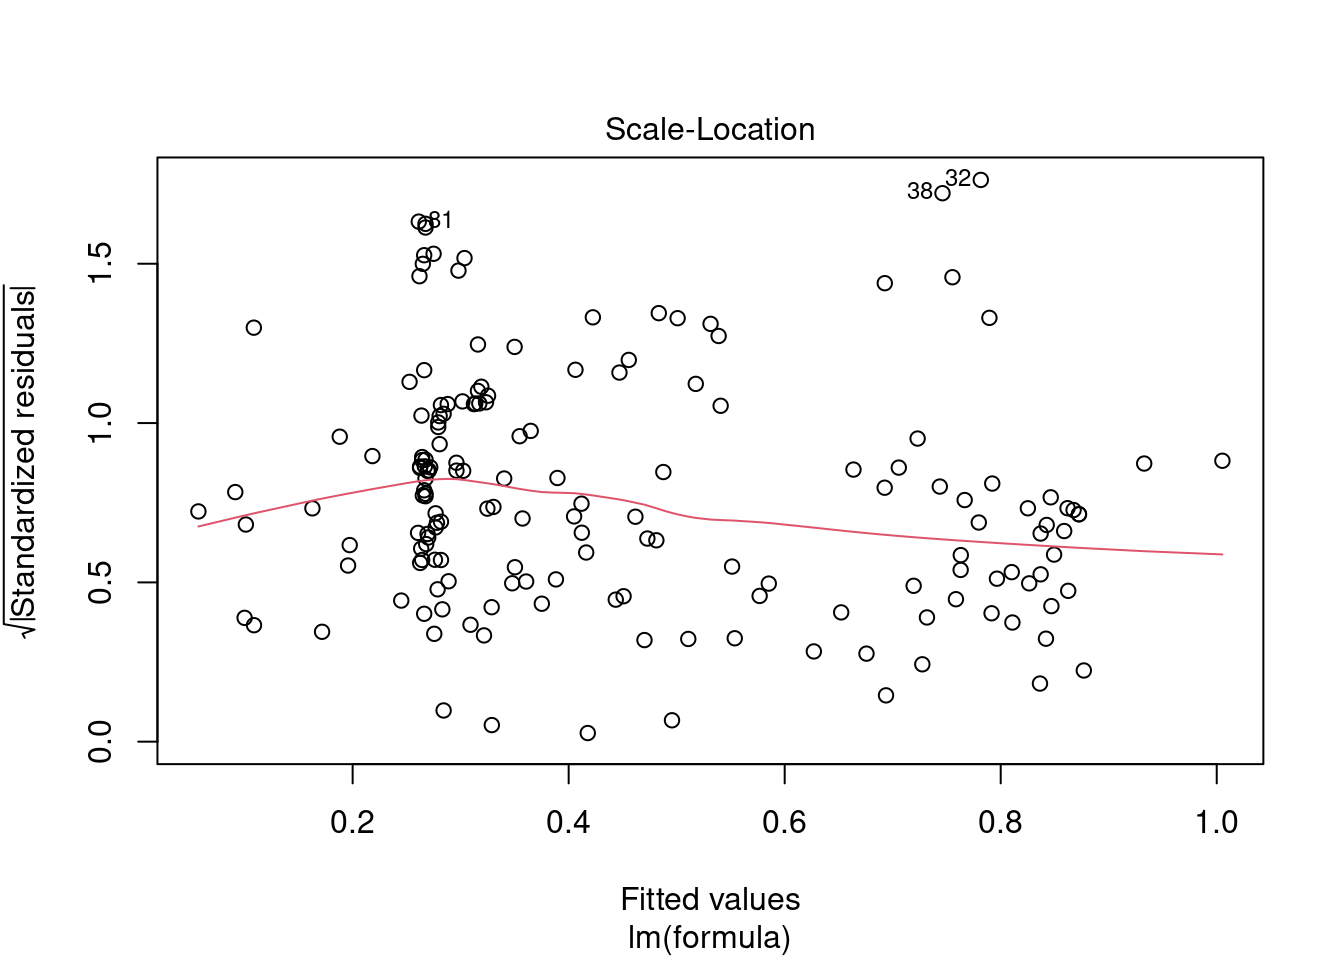 Scale-Location
√|Standardized residuals|
1.5
1.0
0.5
0.0
38
32
81
0.2 0.4 0.6 0.8 1.0
Fitted values
lm(formula)